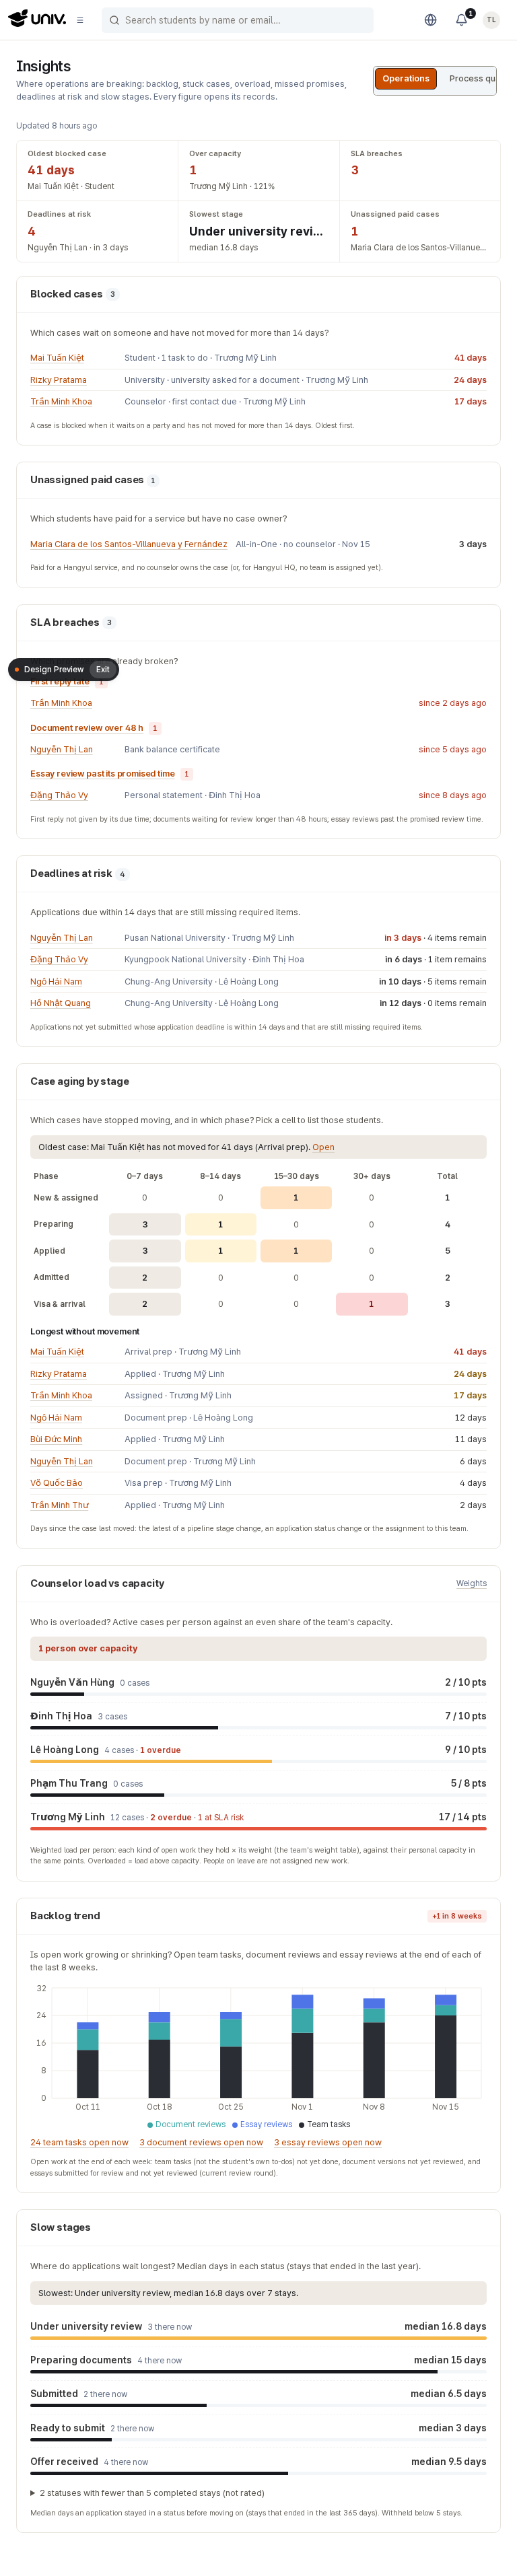 UNIV.
Search students by name or email...
1
TL
Insights
Where operations are breaking: backlog, stuck cases, overload, missed promises,
deadlines at risk and slow stages. Every figure opens its records.
Operations
Process qu
Updated 8 hours ago
Oldest blocked case
41 days
Mai Tuấn Kiệt · Student
Over capacity
1
Trương Mỹ Linh · 121%
SLA breaches
3
Deadlines at risk
4
Nguyễn Thị Lan · in 3 days
Slowest stage
Under university revi...
median 16.8 days
Unassigned paid cases
1
Maria Clara de los Santos-Villanue...
Blocked cases 3
Which cases wait on someone and have not moved for more than 14 days?
Mai Tuấn Kiệt Student · 1 task to do · Trương Mỹ Linh 41 days
Rizky Pratama University · university asked for a document · Trương Mỹ Linh 24 days
Trần Minh Khoa Counselor · first contact due · Trương Mỹ Linh 17 days
A case is blocked when it waits on a party and has not moved for more than 14 days. Oldest first.
Unassigned paid cases 1
Which students have paid for a service but have no case owner?
Maria Clara de los Santos-Villanueva y Fernández All-in-One · no counselor · Nov 15 3 days
Paid for a Hangyul service, and no counselor owns the case (or, for Hangyul HQ, no team is assigned yet).
SLA breaches 3
Design Preview Exit
lready broken?
First reply late 1
Trần Minh Khoa since 2 days ago
Document review over 48 h 1
Nguyễn Thị Lan Bank balance certificate since 5 days ago
Essay review past its promised time 1
Đặng Thảo Vy Personal statement · Đinh Thị Hoa since 8 days ago
First reply not given by its due time; documents waiting for review longer than 48 hours; essay reviews past the promised review time.
Deadlines at risk 4
Applications due within 14 days that are still missing required items.
Nguyễn Thị Lan Pusan National University · Trương Mỹ Linh in 3 days · 4 items remain
Đặng Thảo Vy Kyungpook National University · Đinh Thị Hoa in 6 days · 1 item remains
Ngô Hải Nam Chung-Ang University · Lê Hoàng Long in 10 days · 5 items remain
Hồ Nhật Quang Chung-Ang University · Lê Hoàng Long in 12 days · 0 items remain
Applications not yet submitted whose application deadline is within 14 days and that are still missing required items.
Case aging by stage
Which cases have stopped moving, and in which phase? Pick a cell to list those students.
Oldest case: Mai Tuấn Kiệt has not moved for 41 days (Arrival prep). Open
Phase 0–7 days 8–14 days 15–30 days 30+ days Total
New & assigned 0 0 1 0 1
Preparing 3 1 0 0 4
Applied 3 1 1 0 5
Admitted 2 0 0 0 2
Visa & arrival 2 0 0 1 3
Longest without movement
Mai Tuấn Kiệt Arrival prep · Trương Mỹ Linh 41 days
Rizky Pratama Applied · Trương Mỹ Linh 24 days
Trần Minh Khoa Assigned · Trương Mỹ Linh 17 days
Ngô Hải Nam Document prep · Lê Hoàng Long 12 days
Bùi Đức Minh Applied · Trương Mỹ Linh 11 days
Nguyễn Thị Lan Document prep · Trương Mỹ Linh 6 days
Võ Quốc Bảo Visa prep · Trương Mỹ Linh 4 days
Trần Minh Thư Applied · Trương Mỹ Linh 2 days
Days since the case last moved: the latest of a pipeline stage change, an application status change or the assignment to this team.
Counselor load vs capacity Weights
Who is overloaded? Active cases per person against an even share of the team's capacity.
1 person over capacity
Nguyễn Văn Hùng 0 cases 2 / 10 pts
Đinh Thị Hoa 3 cases 7 / 10 pts
Lê Hoàng Long 4 cases · 1 overdue 9 / 10 pts
Phạm Thu Trang 0 cases 5 / 8 pts
Trương Mỹ Linh 12 cases · 2 overdue · 1 at SLA risk 17 / 14 pts
Weighted load per person: each kind of open work they hold × its weight (the team's weight table), against their personal capacity in
the same points. Overloaded = load above capacity. People on leave are not assigned new work.
Backlog trend +1 in 8 weeks
Is open work growing or shrinking? Open team tasks, document reviews and essay reviews at the end of each of
the last 8 weeks.
32
24
16
8
0
Oct 11 Oct 18 Oct 25 Nov 1 Nov 8 Nov 15
Document reviews Essay reviews Team tasks
24 team tasks open now 3 document reviews open now 3 essay reviews open now
Open work at the end of each week: team tasks (not the student's own to-dos) not yet done, document versions not yet reviewed, and
essays submitted for review and not yet reviewed (current review round).
Slow stages
Where do applications wait longest? Median days in each status (stays that ended in the last year).
Slowest: Under university review, median 16.8 days over 7 stays.
Under university review 3 there now median 16.8 days
Preparing documents 4 there now median 15 days
Submitted 2 there now median 6.5 days
Ready to submit 2 there now median 3 days
Offer received 4 there now median 9.5 days
2 statuses with fewer than 5 completed stays (not rated)
Median days an application stayed in a status before moving on (stays that ended in the last 365 days). Withheld below 5 stays.